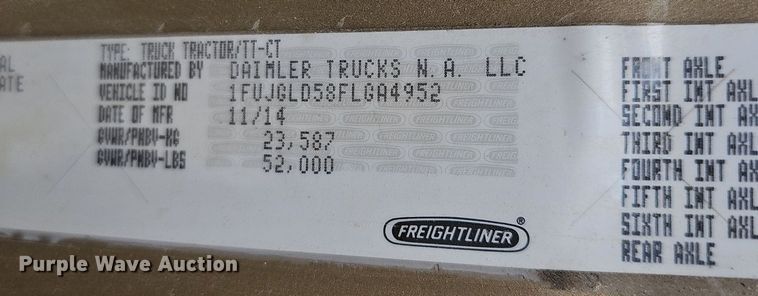 AL
ATE
TYPE: TRUCK TRACTOR/TT-CT
MANUFACTURED BY DAIMLER TRUCKS N.A. LLC
VEHICLE ID NO 1FUJGLD58FLGA4952
DATE OF MFR 11/14
GVWR/PNBV-KG 23,587
GVWR/PNBV-LBS 52,000
FRONT AXLE
FIRST INT AXL
SECOND INT AX
THIRD INT AXL
FOURTH INT AX
FIFTH INT AXL
SIXTH INT AXL
REAR AXLE
FREIGHTLINER®
Purple Wave Auction